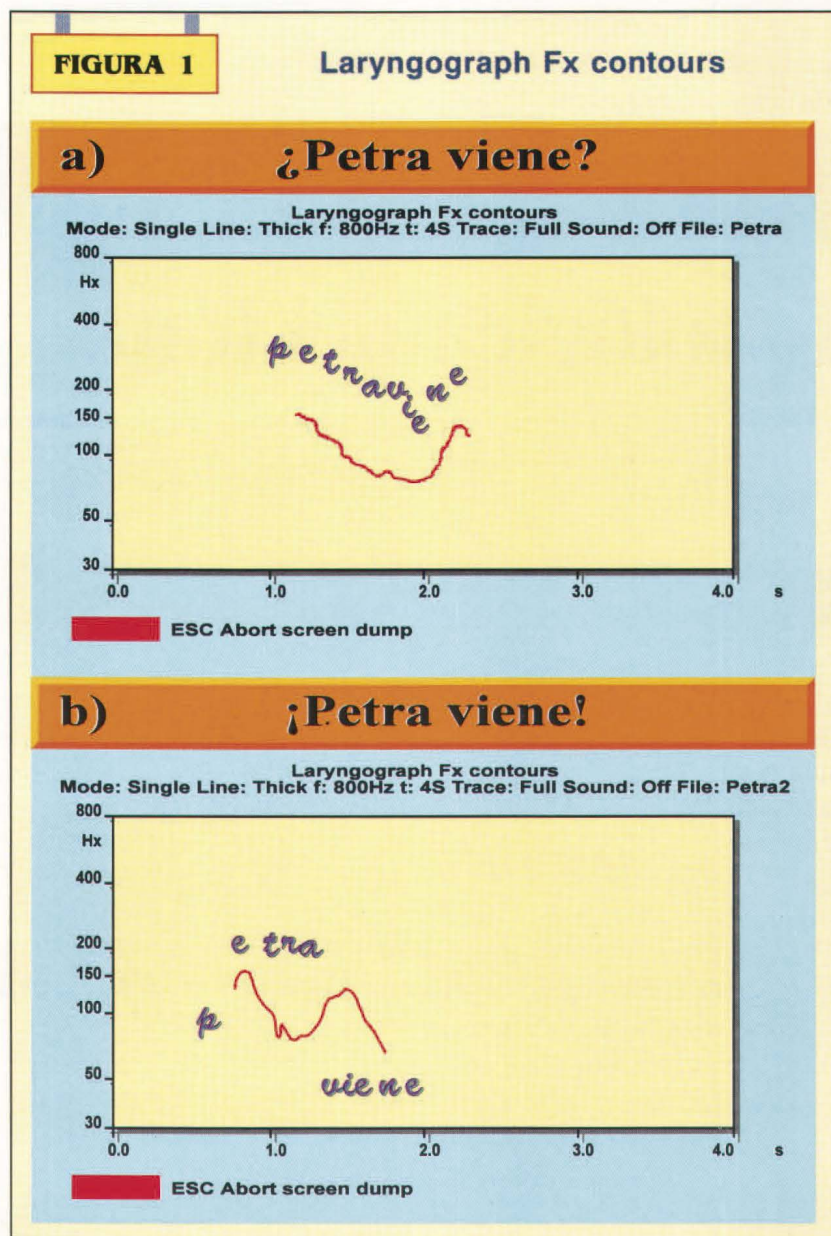 FIGURA 1
Laryngograph Fx contours
a) ¿Petra viene?
Laryngograph Fx contours
Mode: Single Line: Thick f: 800Hz t: 4S Trace: Full Sound: Off File: Petra
800
Hx
400
200
150
100
50
30
petraviene
0.0 1.0 2.0 3.0 4.0 s
ESC Abort screen dump
b) ¡Petra viene!
Laryngograph Fx contours
Mode: Single Line: Thick f: 800Hz t: 4S Trace: Full Sound: Off File: Petra2
800
Hx
400
200
150
100
50
30
p etra
viene
0.0 1.0 2.0 3.0 4.0 s
ESC Abort screen dump